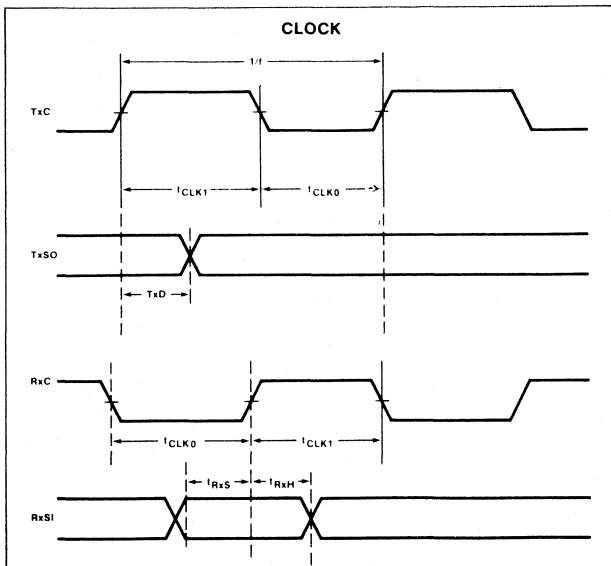 CLOCK
1/f
TxC
tCLK1
tCLK0
TxSO
TxD
RxC
tCLK0
tCLK1
tRxS
tRxH
RxSI